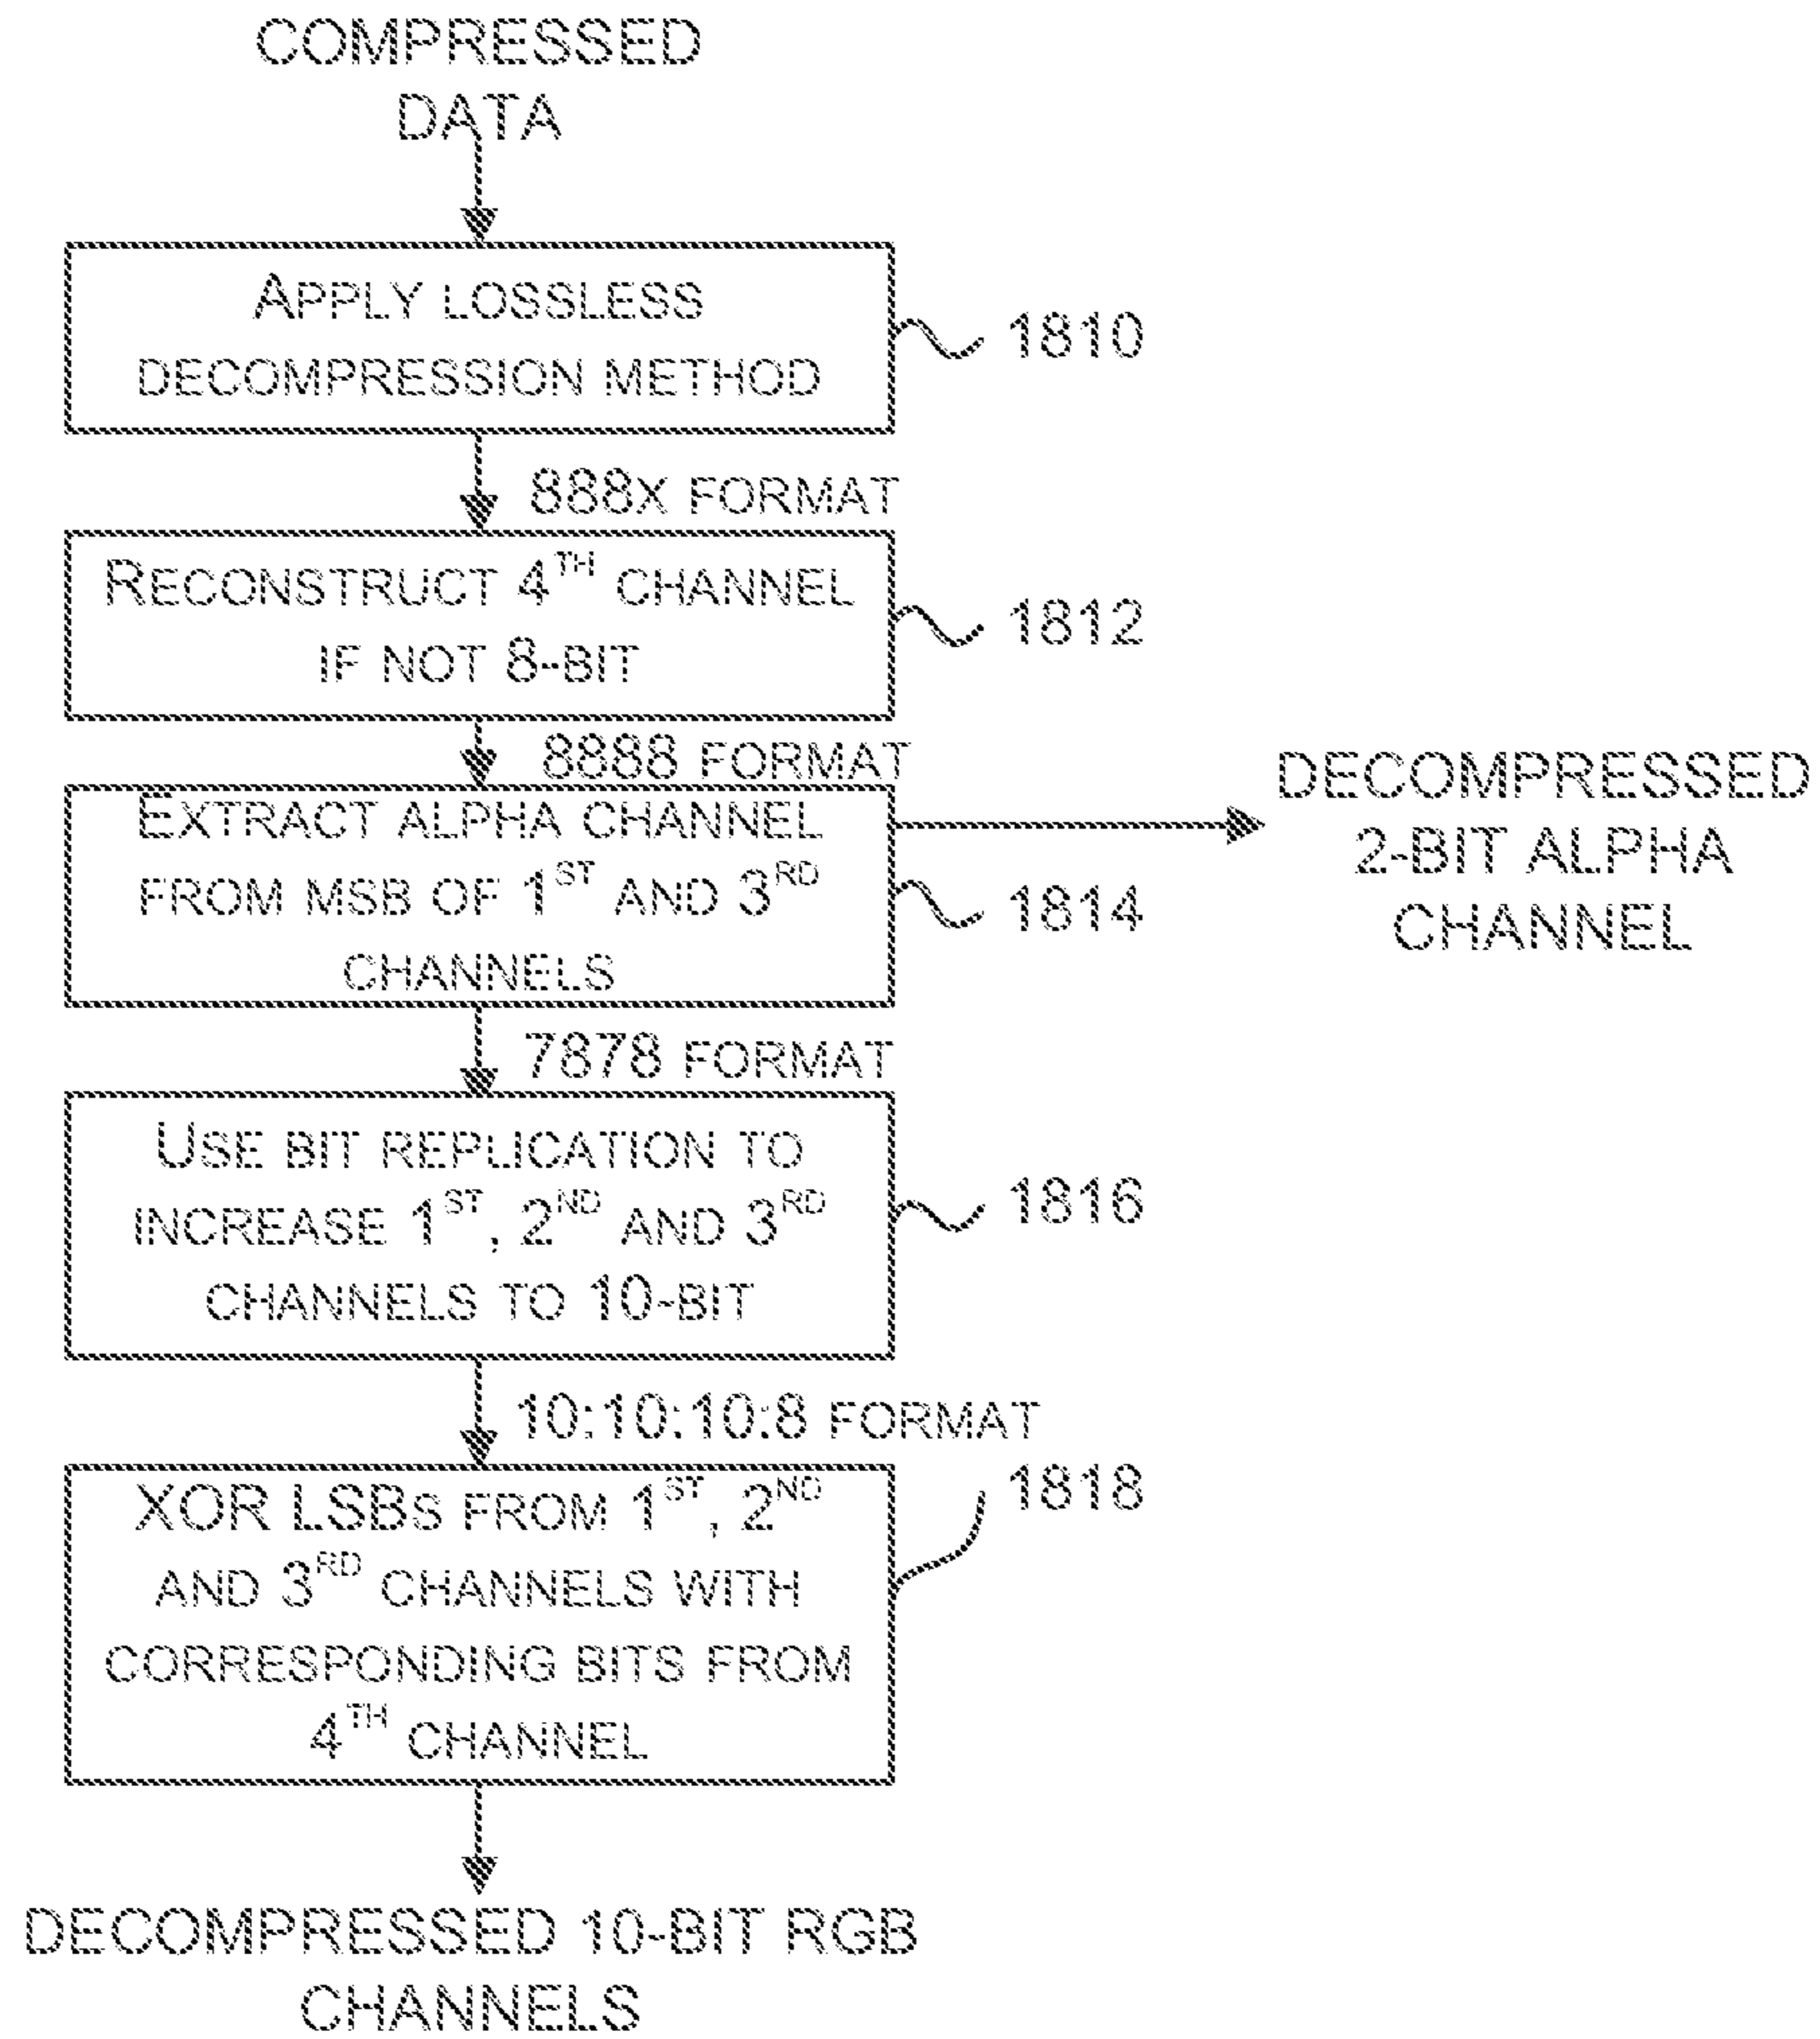 COMPRESSED
DATA
APPLY LOSSLESS
DECOMPRESSION METHOD
1810
888X FORMAT
RECONSTRUCT 4TH CHANNEL
IF NOT 8-BIT
1812
8888 FORMAT
EXTRACT ALPHA CHANNEL
FROM MSB OF 1ST AND 3RD
CHANNELS
1814
DECOMPRESSED
2-BIT ALPHA
CHANNEL
7878 FORMAT
USE BIT REPLICATION TO
INCREASE 1ST, 2ND AND 3RD
CHANNELS TO 10-BIT
1816
10:10:10:8 FORMAT
XOR LSBS FROM 1ST, 2ND
AND 3RD CHANNELS WITH
CORRESPONDING BITS FROM
4TH CHANNEL
1818
DECOMPRESSED 10-BIT RGB
CHANNELS